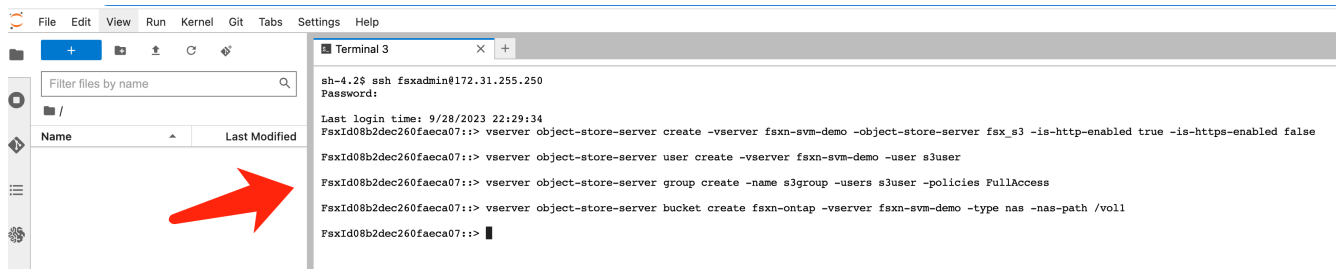 File Edit View Run Kernel Git Tabs Settings Help
+
Filter files by name
/
Name Last Modified
Terminal 3
sh-4.2$ ssh fsxadmin@172.31.255.250
Password:
Last login time: 9/28/2023 22:29:34
FsxId08b2dec260faeca07::> vserver object-store-server create -vserver fsxn-svm-demo -object-store-server fsx_s3 -is-http-enabled true -is-https-enabled false
FsxId08b2dec260faeca07::> vserver object-store-server user create -vserver fsxn-svm-demo -user s3user
FsxId08b2dec260faeca07::> vserver object-store-server group create -name s3group -users s3user -policies FullAccess
FsxId08b2dec260faeca07::> vserver object-store-server bucket create fsxn-ontap -vserver fsxn-svm-demo -type nas -nas-path /vol1
FsxId08b2dec260faeca07::>